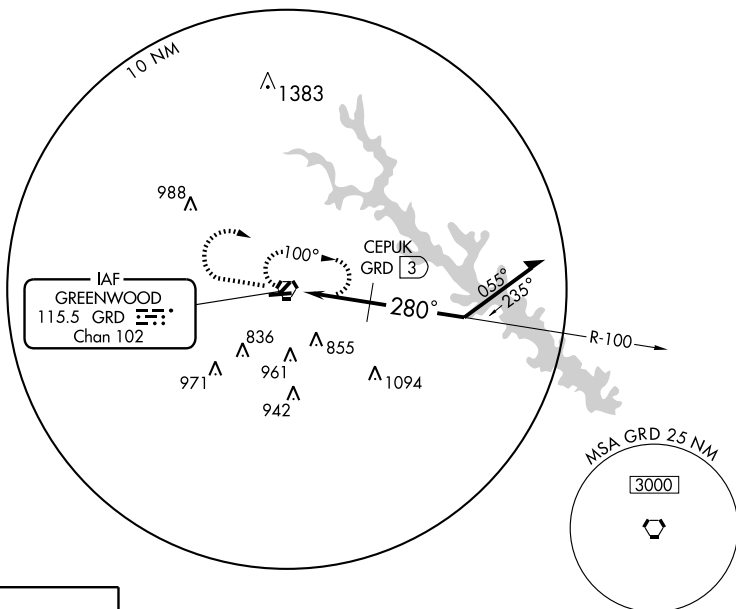 10 NM
1383
988
100°
CEPUK
GRD 3
IAF
GREENWOOD
115.5 GRD
Chan 102
055°
235°
280°
R-100
836
855
971
961
1094
942
MSA GRD 25 NM
3000